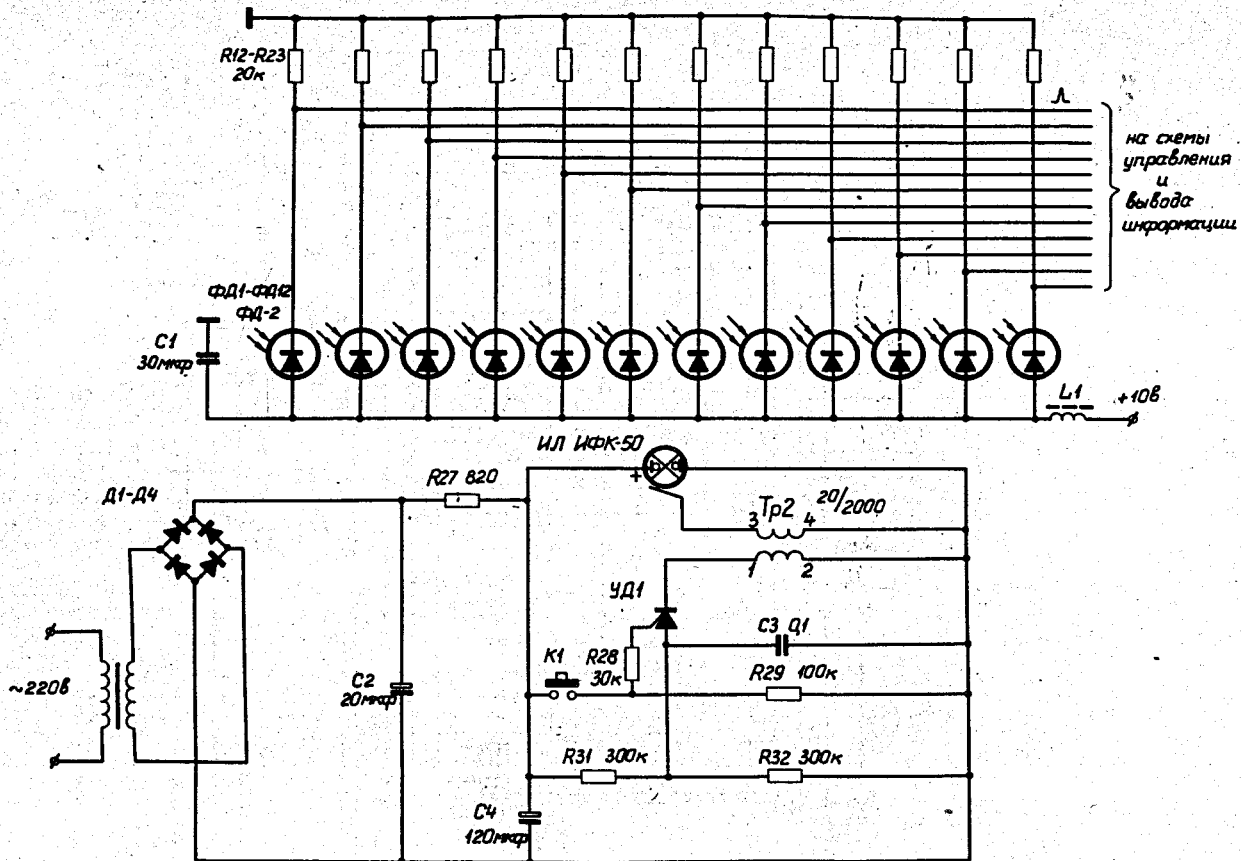 R12-R23
20к
на схемы
управления
и
вывода
информации
ФД1-ФД12
ФД-2
C1
30мкф
L1
+10в
ИЛ ИФК-50
+
R27 820
Д1-Д4
Тр2 20/2000
3 4
1 2
УД1
C3 0,1
K1
R28
30к
R29 100к
~220в
C2
20мкф
R31 300к
R32 300к
C4
120мкф